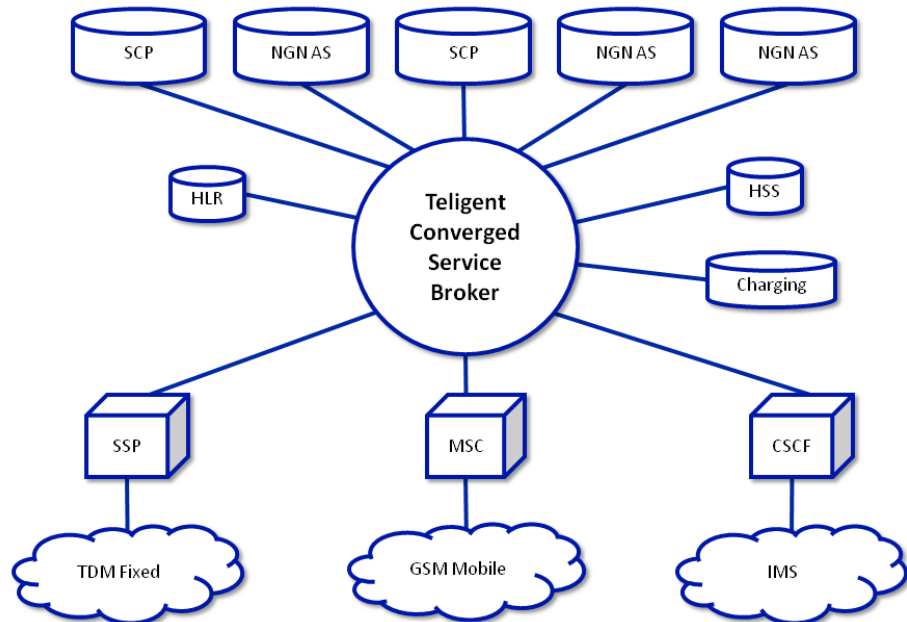 SCP
NGN AS
SCP
NGN AS
NGN AS
HLR
Teligent
Converged
Service
Broker
HSS
Charging
SSP
MSC
CSCF
TDM Fixed
GSM Mobile
IMS